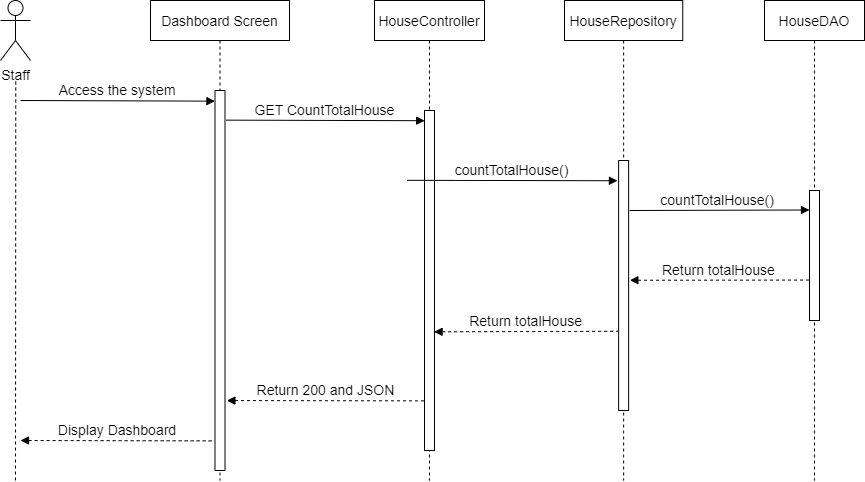 Dashboard Screen
HouseController
HouseRepository
HouseDAO
Staff
Access the system
GET CountTotalHouse
countTotalHouse()
countTotalHouse()
Return totalHouse
Return totalHouse
Return 200 and JSON
Display Dashboard